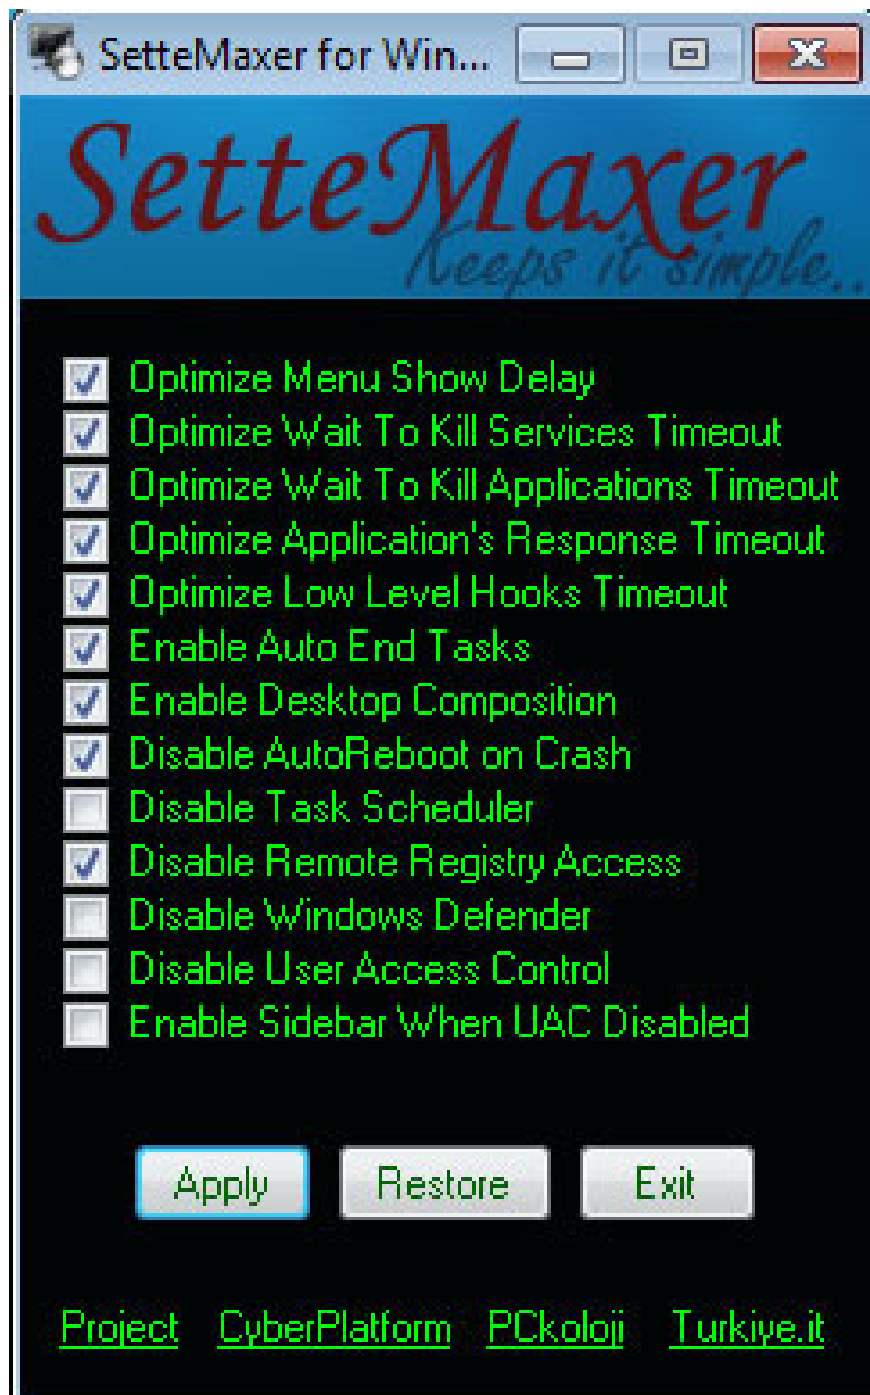 SetteMaxer for Win...
SetteMaxer
Keeps it simple..
Optimize Menu Show Delay
Optimize Wait To Kill Services Timeout
Optimize Wait To Kill Applications Timeout
Optimize Application's Response Timeout
Optimize Low Level Hooks Timeout
Enable Auto End Tasks
Enable Desktop Composition
Disable AutoReboot on Crash
Disable Task Scheduler
Disable Remote Registry Access
Disable Windows Defender
Disable User Access Control
Enable Sidebar When UAC Disabled
Apply Restore Exit
Project CyberPlatform PCkoloji Turkiye.it